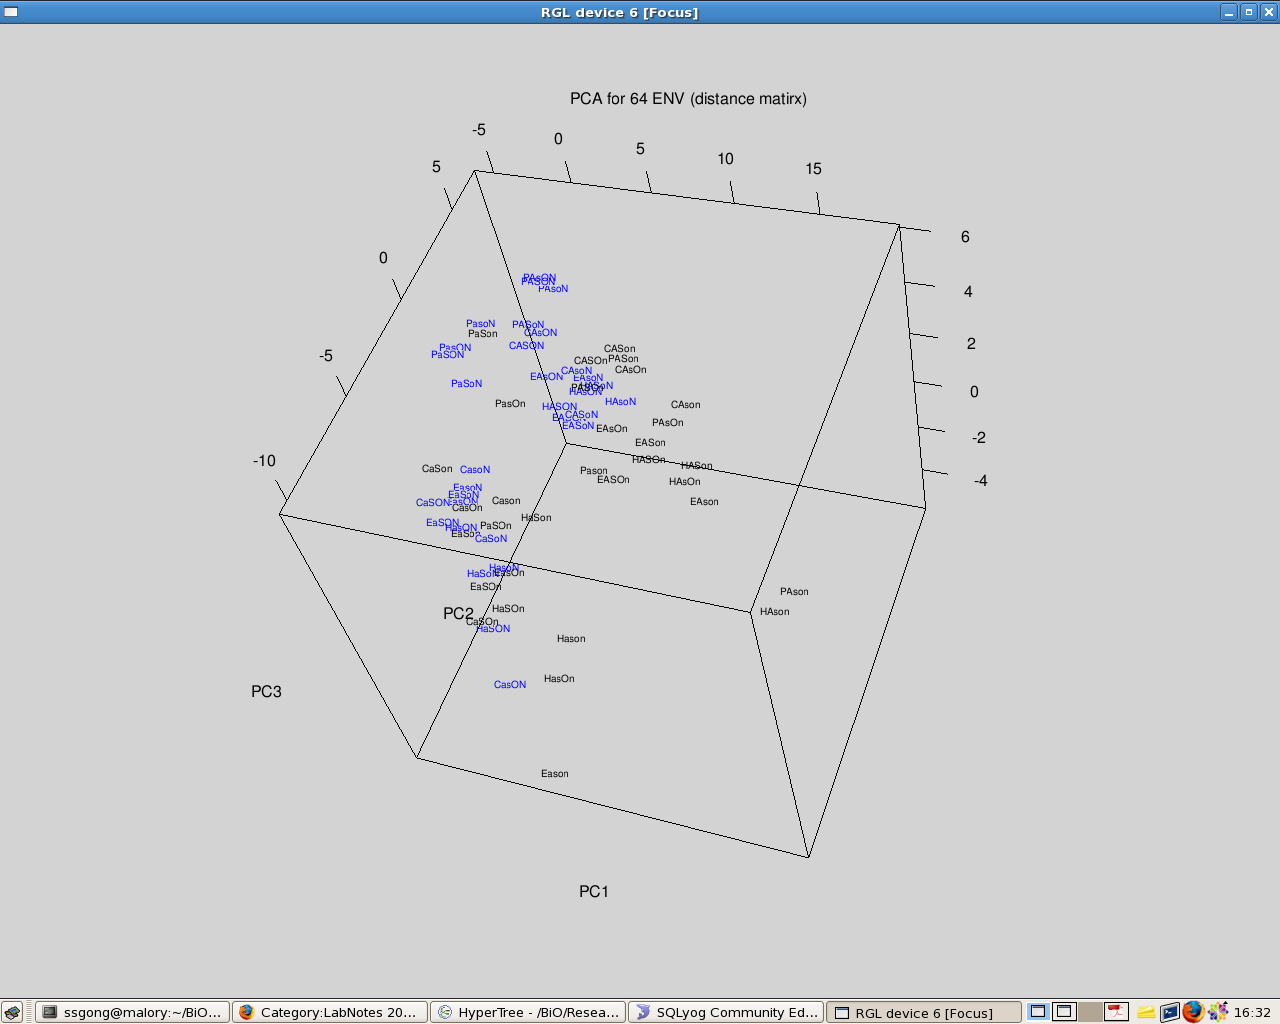 RGL device 6 [Focus]
PCA for 64 ENV (distance matirx)
-5
0
5
10
15
5
0
-5
-10
6
4
2
0
-2
-4
PAsON
PASON
PAsoN
PasoN
PaSon
PASoN
CAsON
CASON
PasON
PaSON
CASon
CASOn
PASon
CAsOn
CAsoN
EAsON
EAsoN
HASoN
PASOn
HAsON
PaSoN
PasOn
HASON
HAsoN
CAson
CASoN
EASON
PAsOn
EASoN
EAsOn
EASon
HASOn
HASon
CaSon
CasoN
Pason
EASOn
HAsOn
EasoN
EaSoN
CaSON
EasON
Cason
EAson
CasOn
HaSon
EaSON
HasON
PaSOn
EaSon
CaSoN
HasoN
HaSoN
EasOn
EaSOn
PAson
HAson
HaSOn
PC2
CaSOn
HaSON
Hason
HasOn
CasON
PC3
Eason
PC1
ssgong@malory:~/BiO...
Category:LabNotes 20...
HyperTree - /BiO/Resea...
SQLyog Community Ed...
RGL device 6 [Focus]
16:32